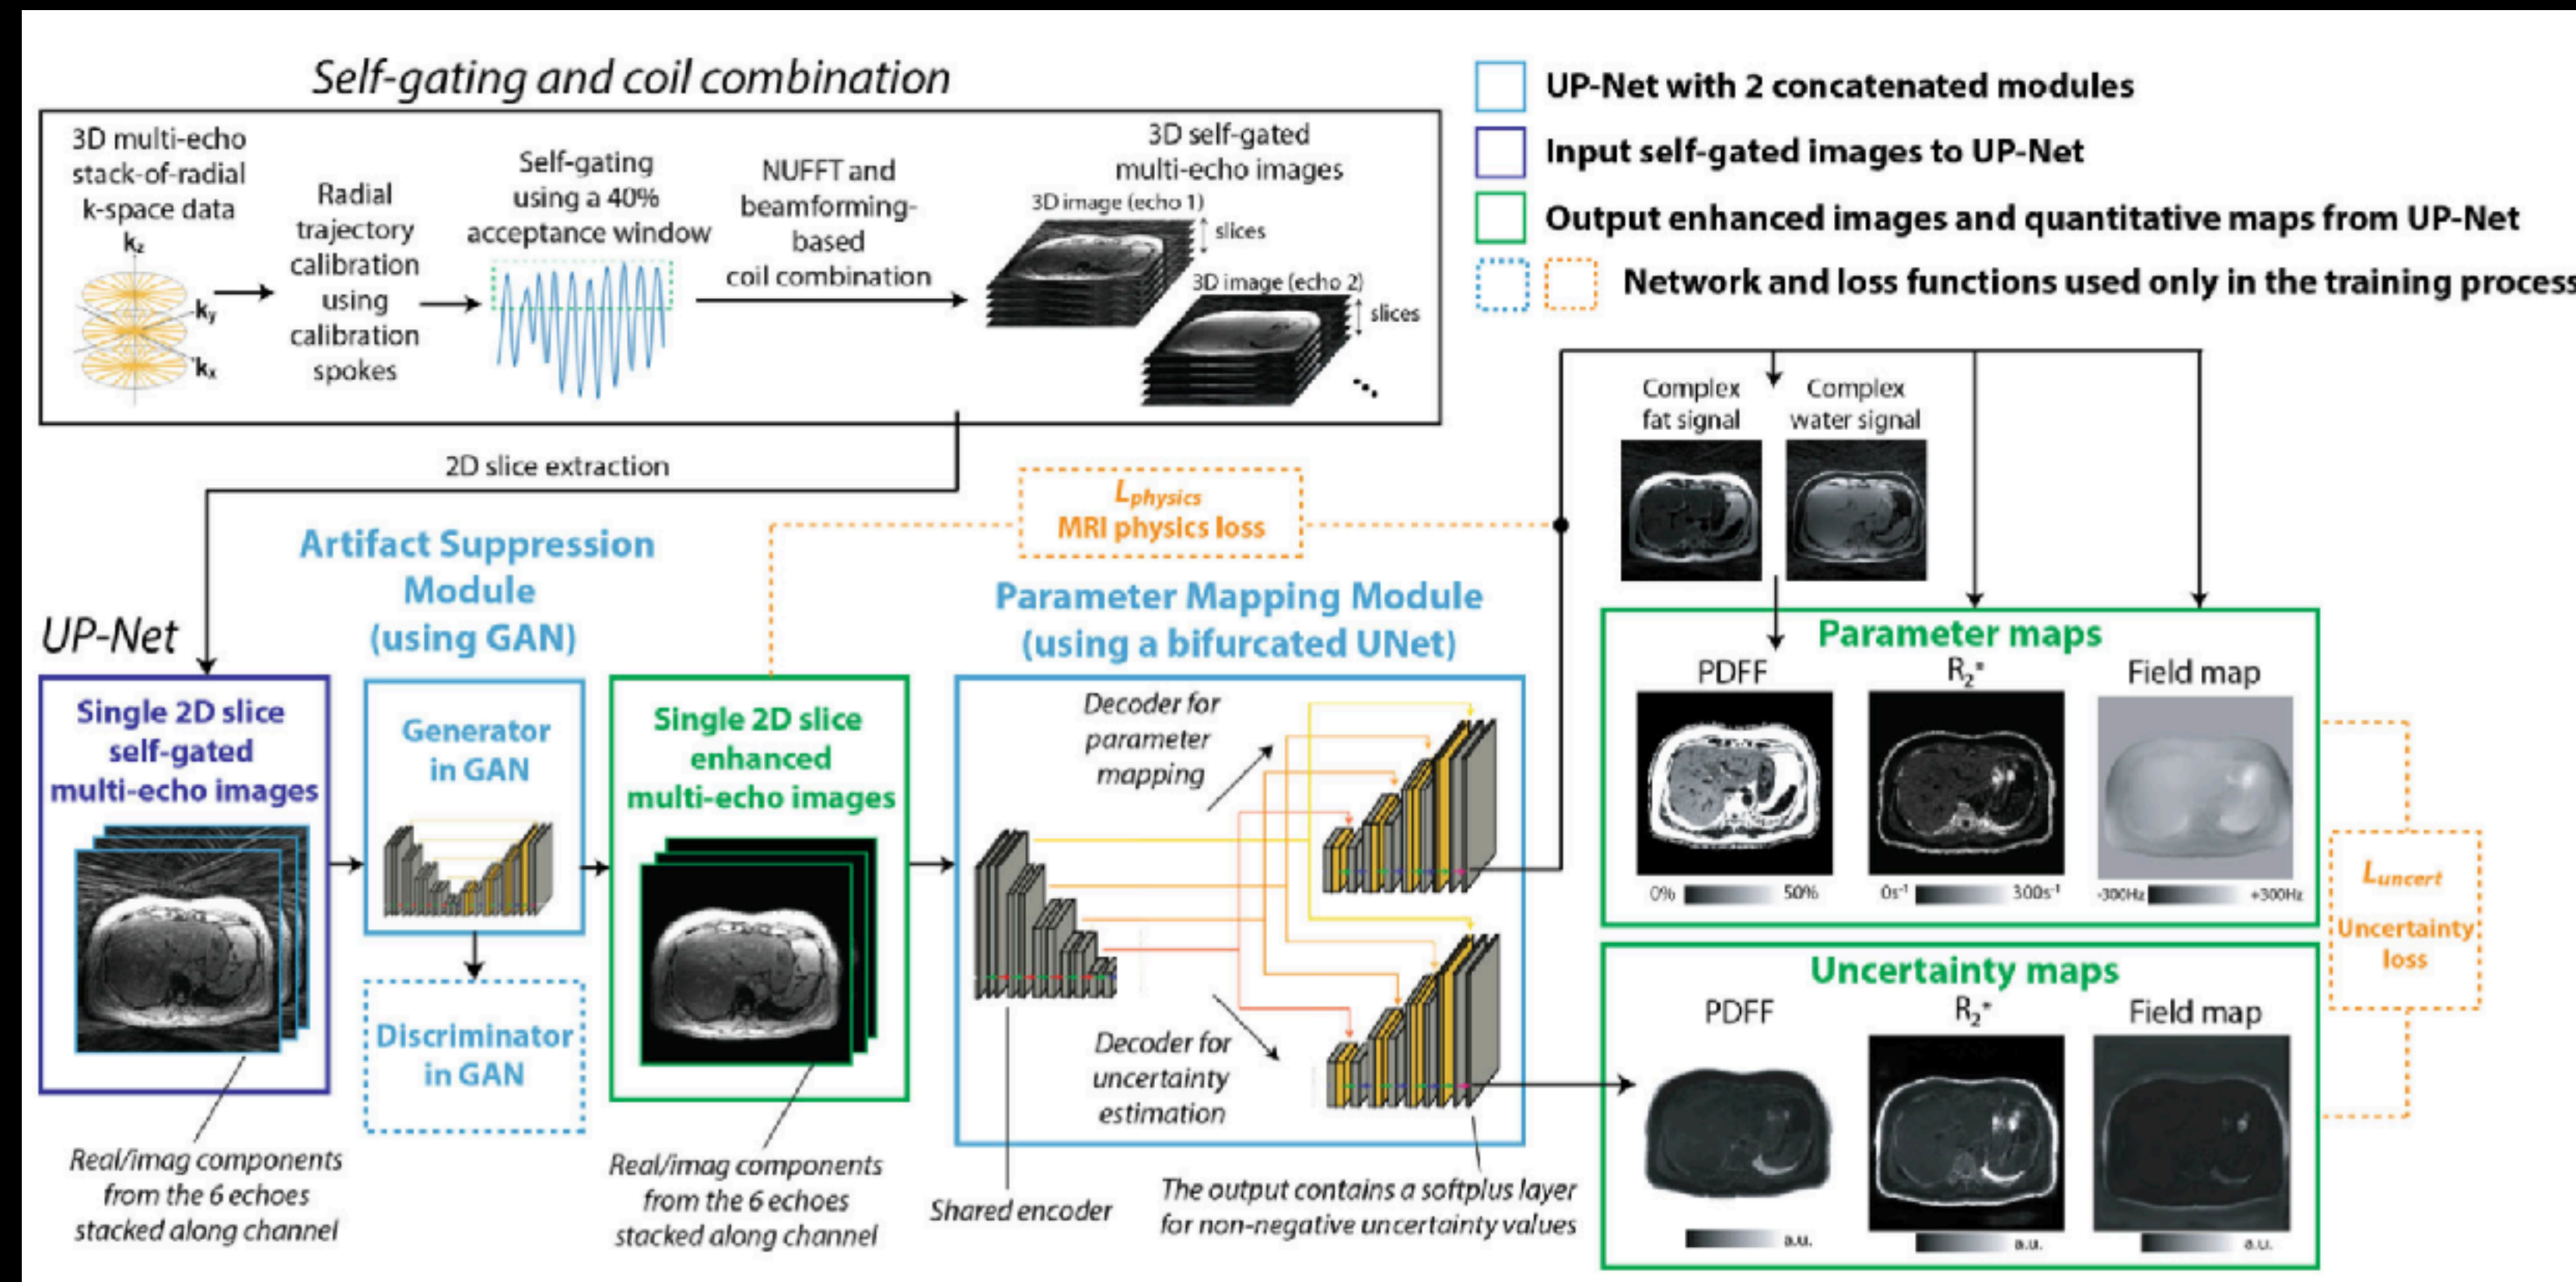 Self-gating and coil combination
3D multi-echo
stack-of-radial
k-space data
kz
ky
kx
Radial
trajectory
calibration
using
calibration
spokes
Self-gating
using a 40%
acceptance window
NUFFT and
beamforming-
based
coil combination
3D self-gated
multi-echo images
3D image (echo 1)
slices
3D image (echo 2)
slices
UP-Net with 2 concatenated modules
Input self-gated images to UP-Net
Output enhanced images and quantitative maps from UP-Net
Network and loss functions used only in the training process
2D slice extraction
UP-Net
Artifact Suppression
Module
(using GAN)
Lphysics
MRI physics loss
Parameter Mapping Module
(using a bifurcated UNet)
Complex
fat signal
Complex
water signal
Single 2D slice
self-gated
multi-echo images
Generator
in GAN
Discriminator
in GAN
Single 2D slice
enhanced
multi-echo images
Decoder for
parameter
mapping
Decoder for
uncertainty
estimation
Real/imag components
from the 6 echoes
stacked along channel
Real/imag components
from the 6 echoes
stacked along channel
Shared encoder
The output contains a softplus layer
for non-negative uncertainty values
Parameter maps
PDFF
R2*
Field map
0% 50%
0s-1 300s-1
-300Hz +300Hz
Uncertainty maps
PDFF
R2*
Field map
a.u.
a.u.
a.u.
Luncert
Uncertainty
loss